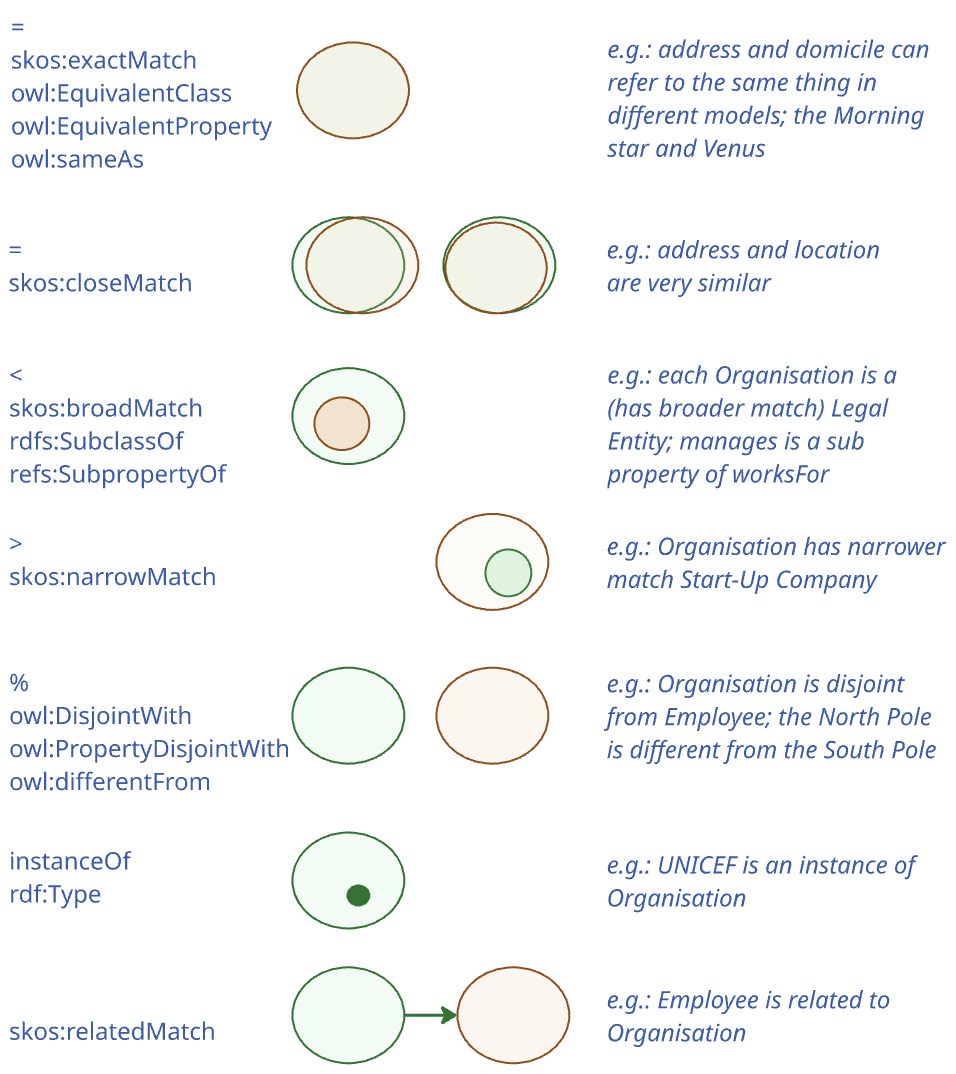 =
skos:exactMatch
owl:EquivalentClass
owl:EquivalentProperty
owl:sameAs
e.g.: address and domicile can
refer to the same thing in
different models; the Morning
star and Venus
=
skos:closeMatch
e.g.: address and location
are very similar
<
skos:broadMatch
rdfs:SubclassOf
refs:SubpropertyOf
e.g.: each Organisation is a
(has broader match) Legal
Entity; manages is a sub
property of worksFor
>
skos:narrowMatch
e.g.: Organisation has narrower
match Start-Up Company
%
owl:DisjointWith
owl:PropertyDisjointWith
owl:differentFrom
e.g.: Organisation is disjoint
from Employee; the North Pole
is different from the South Pole
instanceOf
rdf:Type
e.g.: UNICEF is an instance of
Organisation
skos:relatedMatch
e.g.: Employee is related to
Organisation